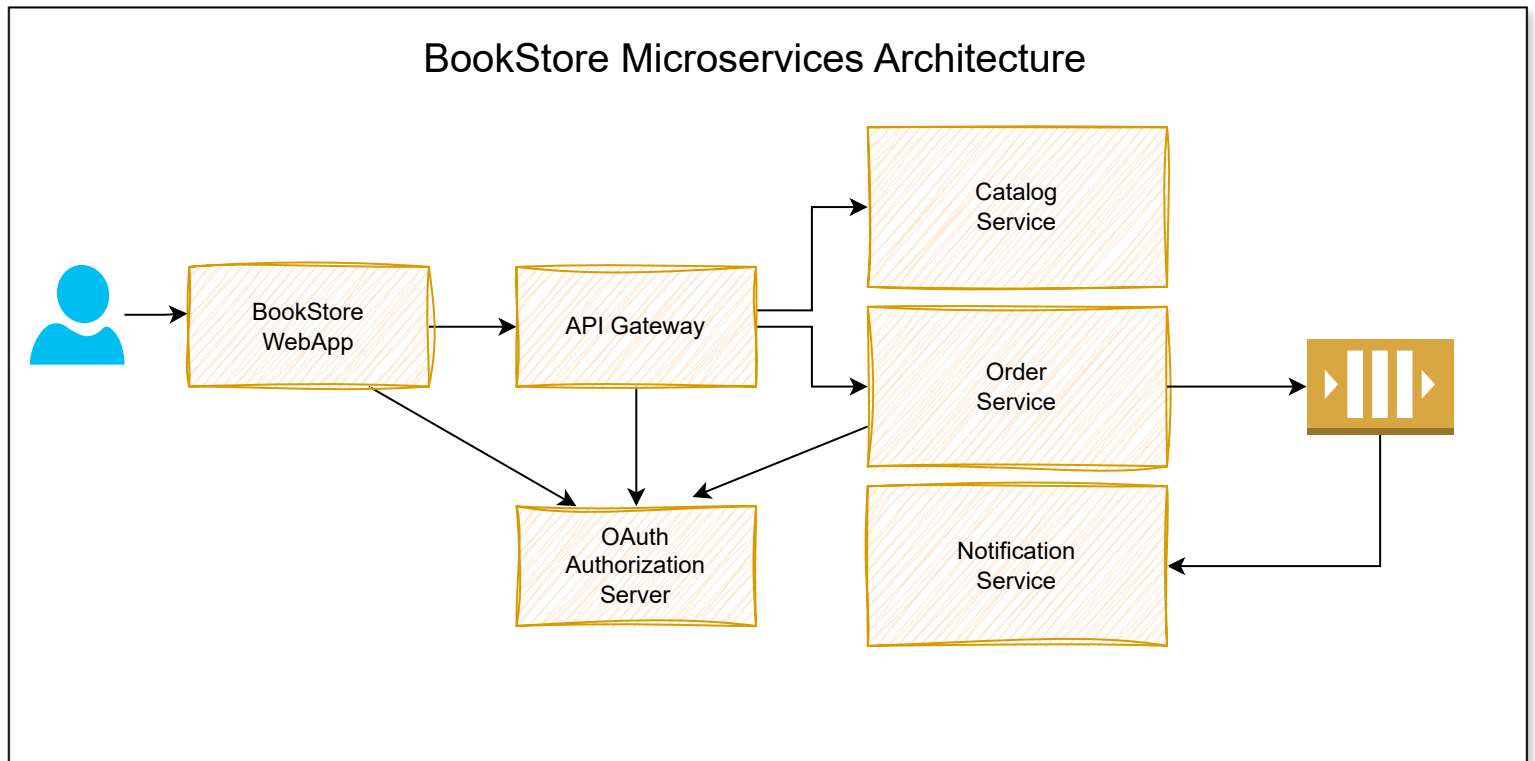 BookStore Microservices Architecture
Catalog
Service
BookStore
WebApp
API Gateway
Order
Service
OAuth
Authorization
Server
Notification
Service